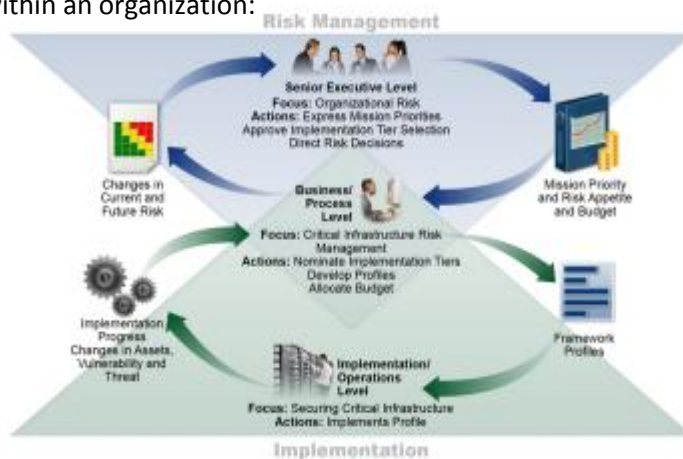 within an organization:
Risk Management
Senior Executive Level
Focus: Organizational Risk
Actions: Express Mission Priorities
Approve Implementation Tier Selection
Direct Risk Decisions
Changes in
Current and
Future Risk
Mission Priority
and Risk Appetite
and Budget
Business/
Process
Level
Focus: Critical Infrastructure Risk
Management
Actions: Nominate Implementation Tiers
Develop Profiles
Allocate Budget
Implementation
Progress
Changes in Assets,
Vulnerability and
Threat
Framework
Profiles
Implementation/
Operations
Level
Focus: Securing Critical Infrastructure
Actions: Implements Profile
Implementation